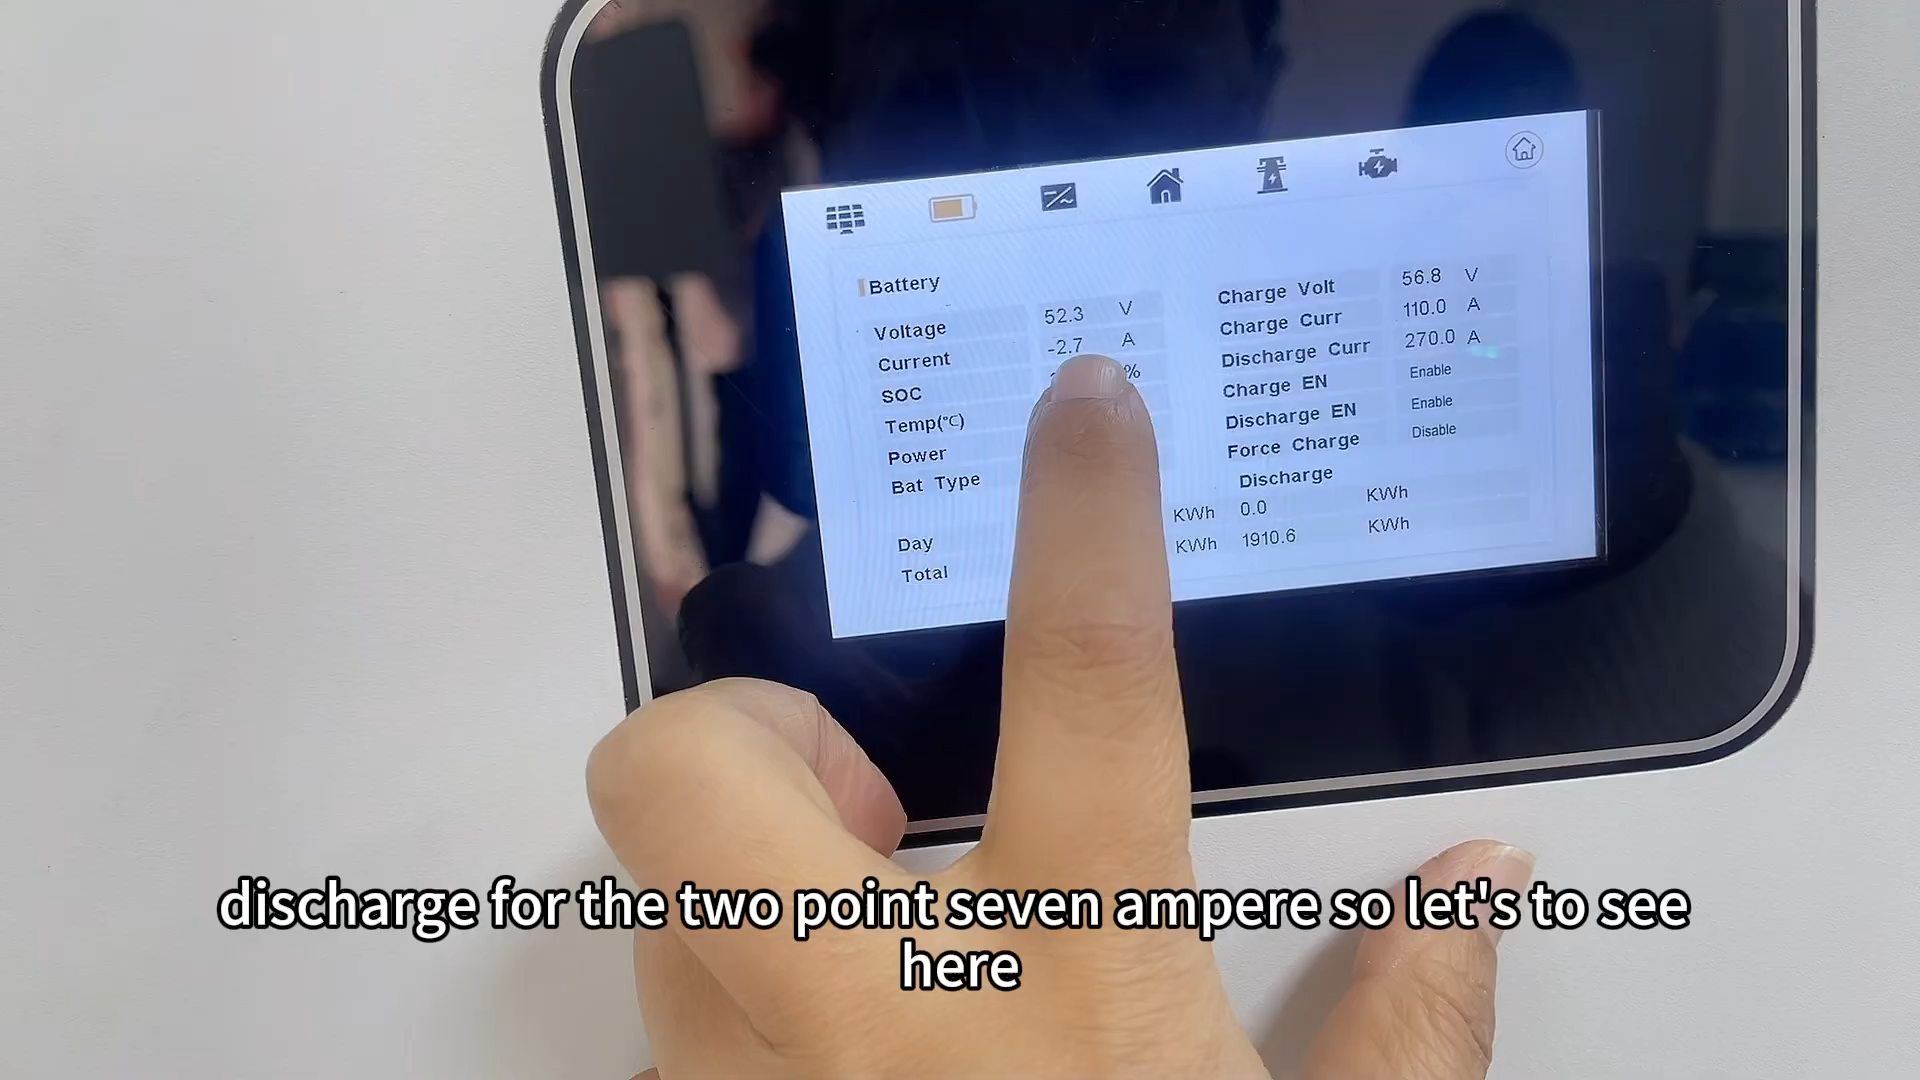 Battery
Voltage 52.3 V
Current -2.7 A
SOC %
Temp(℃)
Power
Bat Type
Charge Volt 56.8 V
Charge Curr 110.0 A
Discharge Curr 270.0 A
Charge EN Enable
Discharge EN Enable
Force Charge Disable
Discharge
Day KWh 0.0 KWh
Total KWh 1910.6 KWh
discharge for the two point seven ampere so let's to see
here